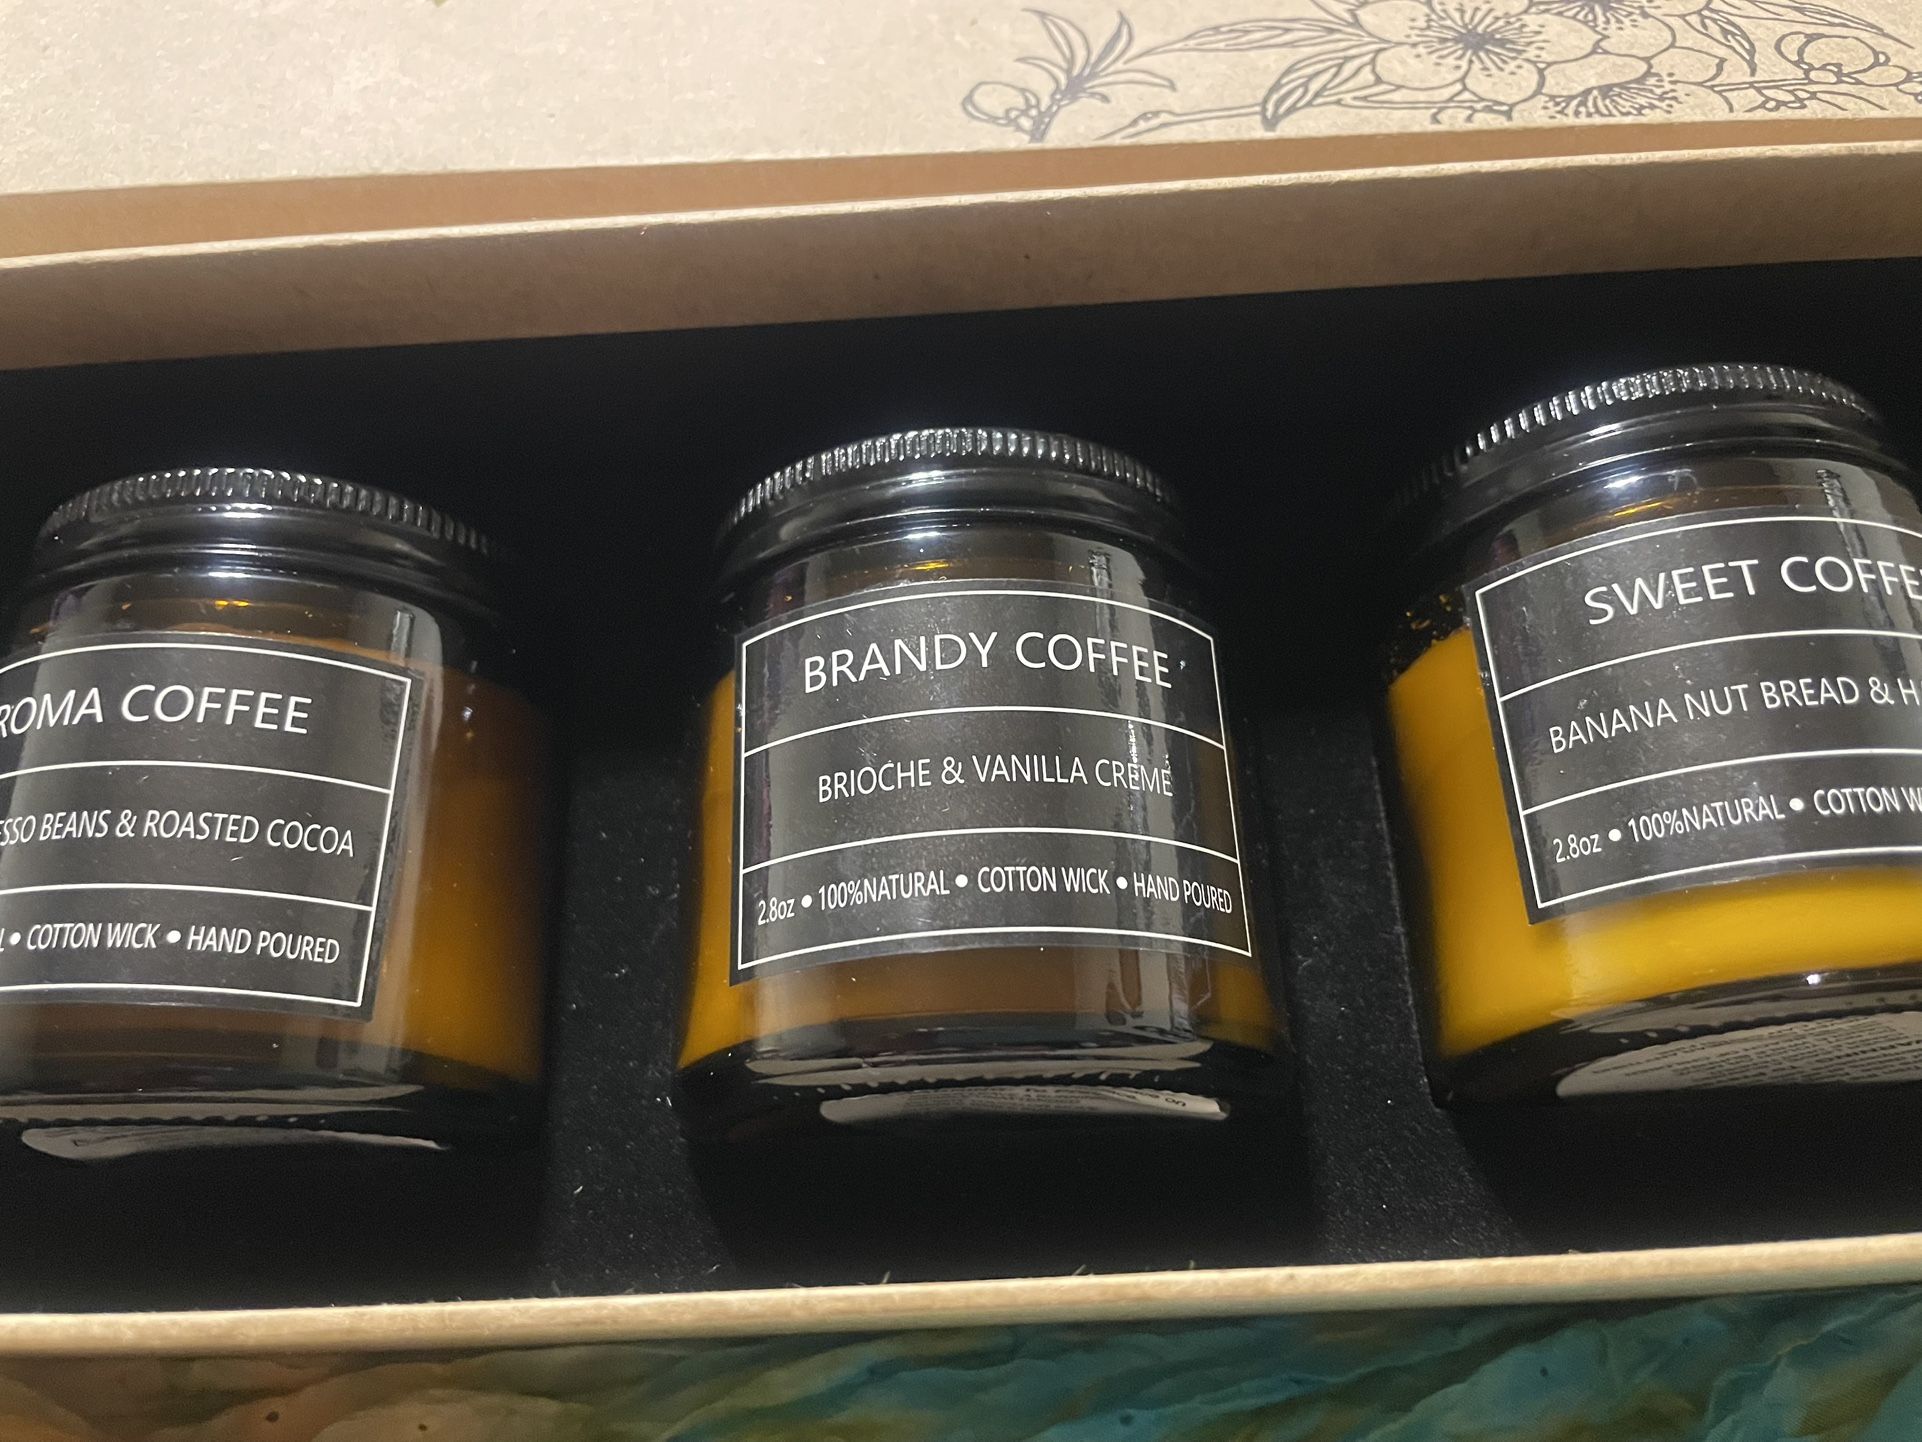 ROMA COFFEE
ESSO BEANS & ROASTED COCOA
L • COTTON WICK • HAND POURED
BRANDY COFFEE
BRIOCHE & VANILLA CREME
2.8oz • 100%NATURAL • COTTON WICK • HAND POURED
SWEET COFFE
BANANA NUT BREAD & H
2.8oz • 100%NATURAL • COTTON W